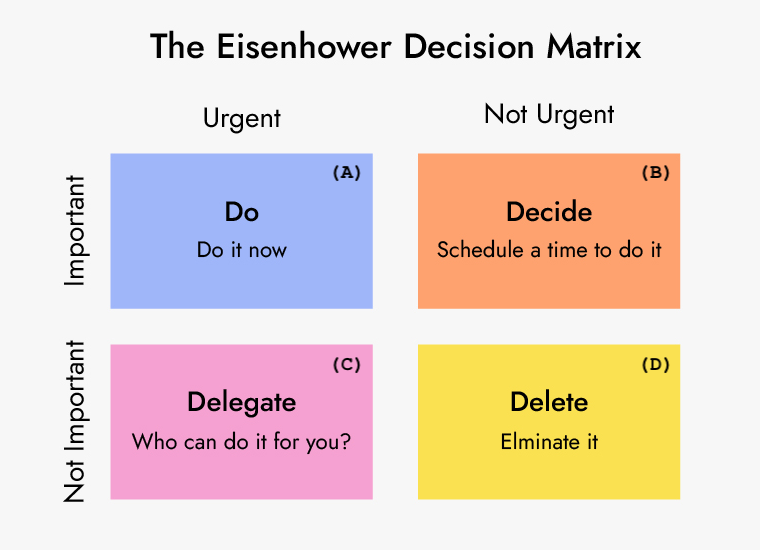 The Eisenhower Decision Matrix
Urgent
Not Urgent
Important
(A)
Do
Do it now
(B)
Decide
Schedule a time to do it
Not Important
(C)
Delegate
Who can do it for you?
(D)
Delete
Elminate it